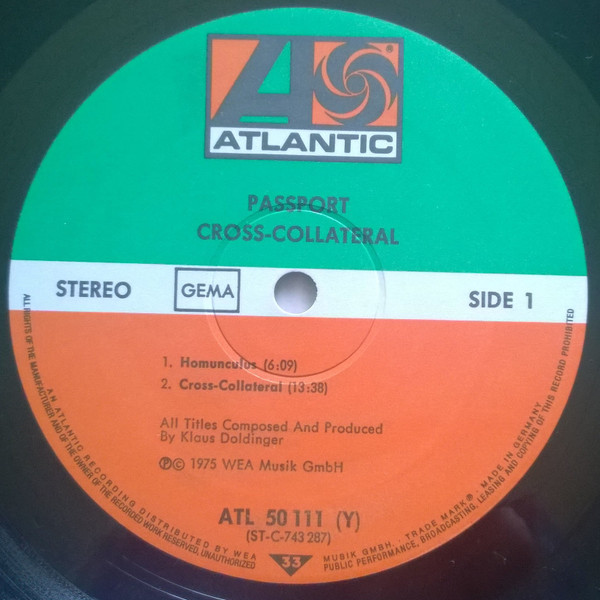 ATLANTIC
PASSPORT
CROSS-COLLATERAL
STEREO
GEMA
SIDE 1
1. Homunculus (6:09)
2. Cross-Collateral (13:38)
All Titles Composed And Produced
By Klaus Doldinger
ⓅⒸ 1975 WEA Musik GmbH
ATL 50 111 (Y)
(ST-C-743 287)
33
AN ATLANTIC RECORDING DISTRIBUTED BY WEA MUSIK GMBH. TRADE MARK® MADE IN GERMANY
ALL RIGHTS OF THE MANUFACTURER AND OF THE OWNER OF THE RECORDED WORK RESERVED, UNAUTHORIZED PUBLIC PERFORMANCE, BROADCASTING, LEASING AND COPYING OF THIS RECORD PROHIBITED